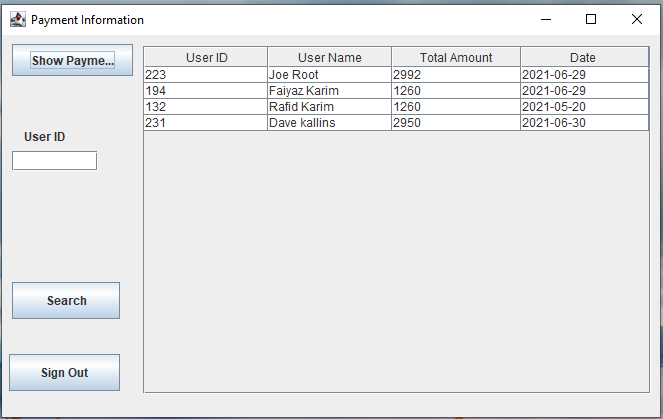 Payment Information
Show Payme...
User ID User Name Total Amount Date
223 Joe Root 2992 2021-06-29
194 Faiyaz Karim 1260 2021-06-29
132 Rafid Karim 1260 2021-05-20
231 Dave kallins 2950 2021-06-30
User ID
Search
Sign Out